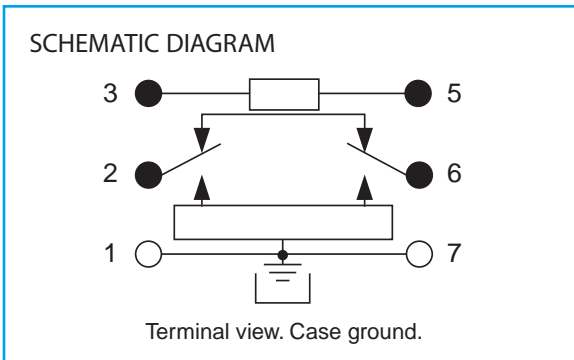 SCHEMATIC DIAGRAM
3 5
2 6
1 7
Terminal view. Case ground.